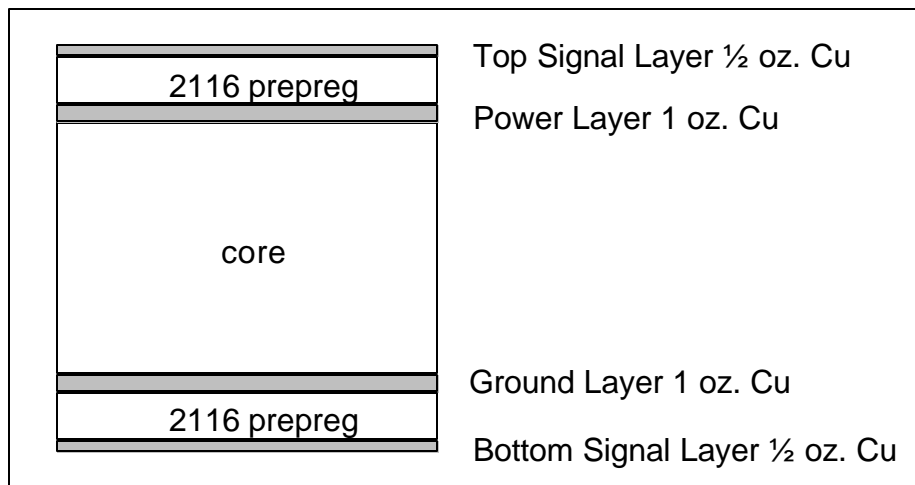 Top Signal Layer ½ oz. Cu
2116 prepreg
Power Layer 1 oz. Cu
core
Ground Layer 1 oz. Cu
2116 prepreg
Bottom Signal Layer ½ oz. Cu